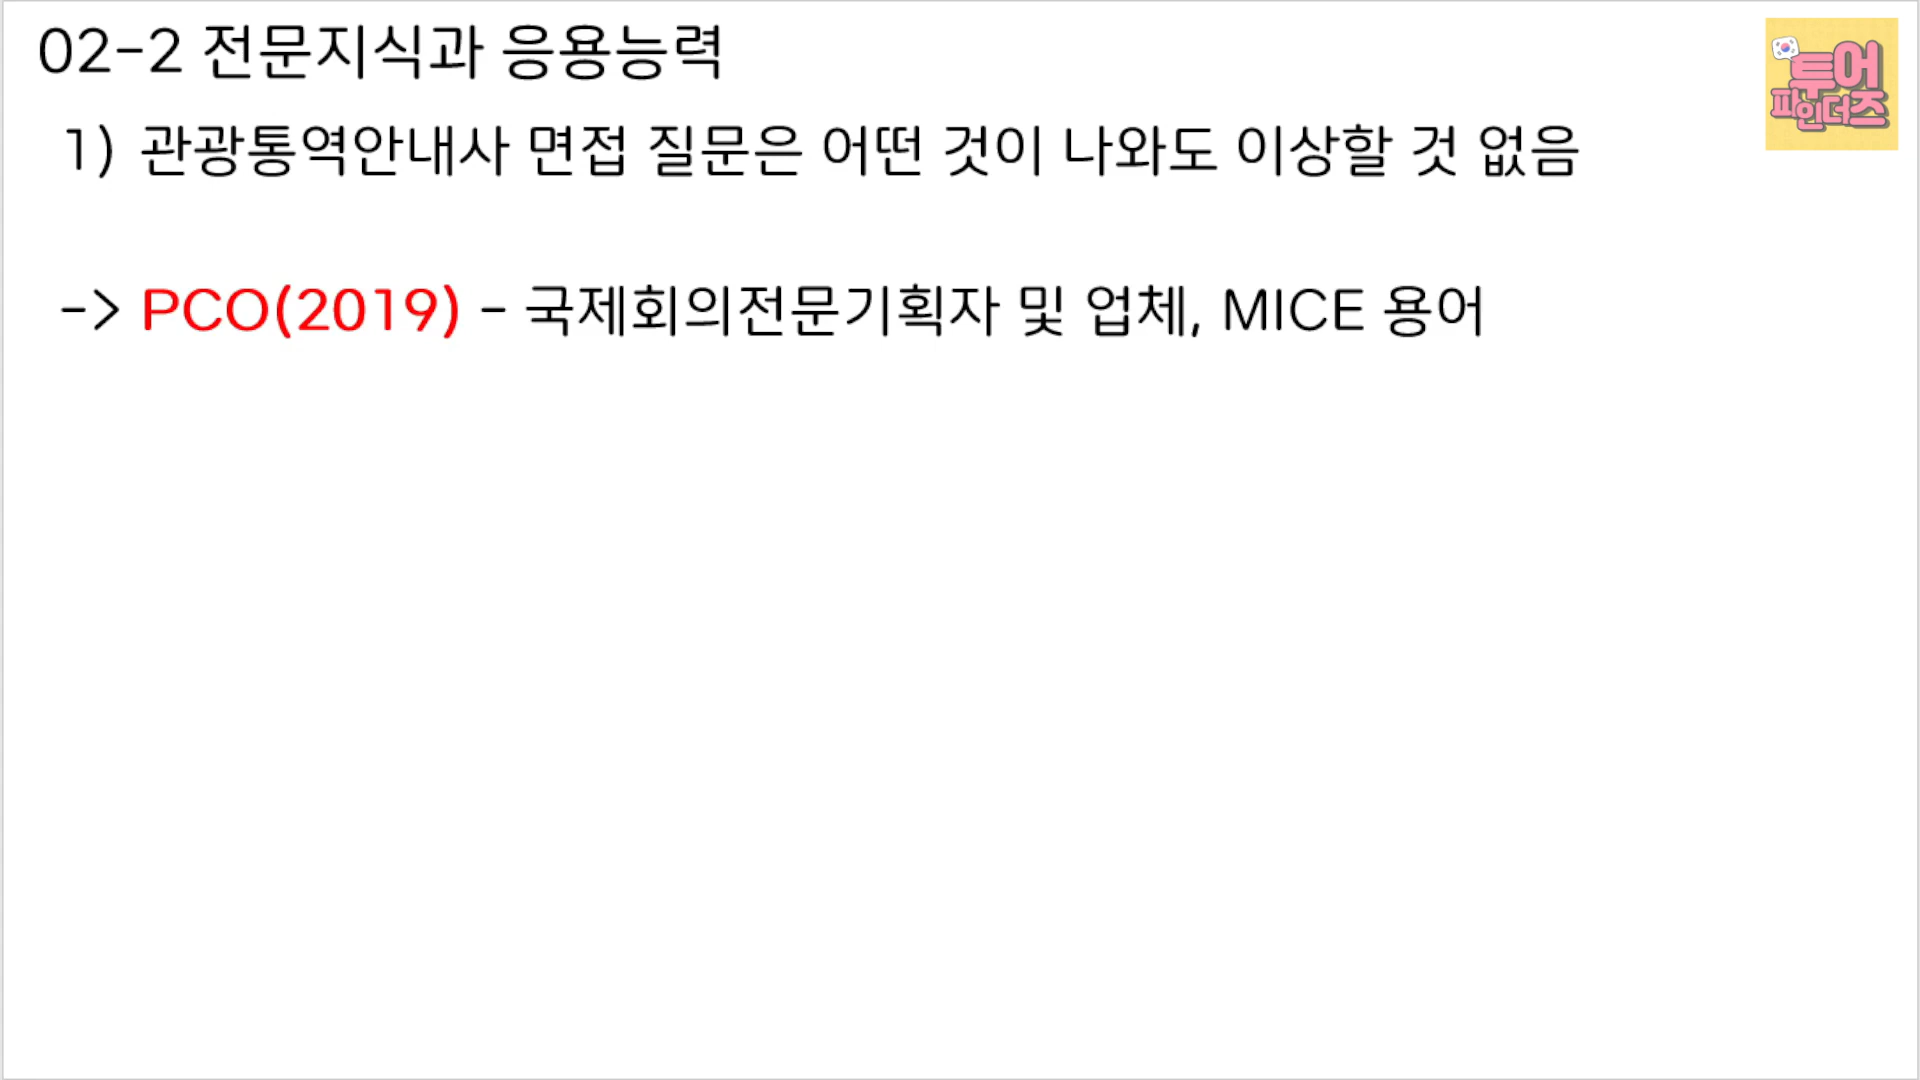 02-2 전문지식과 응용능력
투어
파인더즈
1) 관광통역안내사 면접 질문은 어떤 것이 나와도 이상할 것 없음
-> PCO(2019) - 국제회의전문기획자 및 업체, MICE 용어